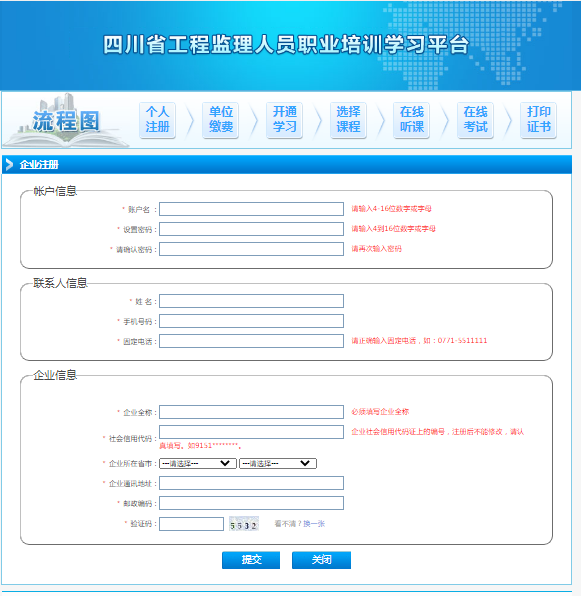 四川省工程监理人员职业培训学习平台
流程图
个人
注册
单位
缴费
开通
学习
选择
课程
在线
听课
在线
考试
打印
证书
企业注册
帐户信息
* 账户名 : 请输入4-16位数字或字母
* 设置密码: 请输入4到16位数字或字母
* 请确认密码: 请再次输入密码
联系人信息
* 姓 名:
* 手机号码:
* 固定电话: 请正确输入固定电话，如：0771-5511111
企业信息
* 企业全称: 必须填写企业全称
* 社会信用代码: 企业社会信用代码证上的编号，注册后不能修改，请认
真填写。如9151********。
* 企业所在省市: ---请选择--- ---请选择---
* 企业通讯地址:
* 邮政编码:
* 验证码: 5532 看不清？换一张
提交 关闭